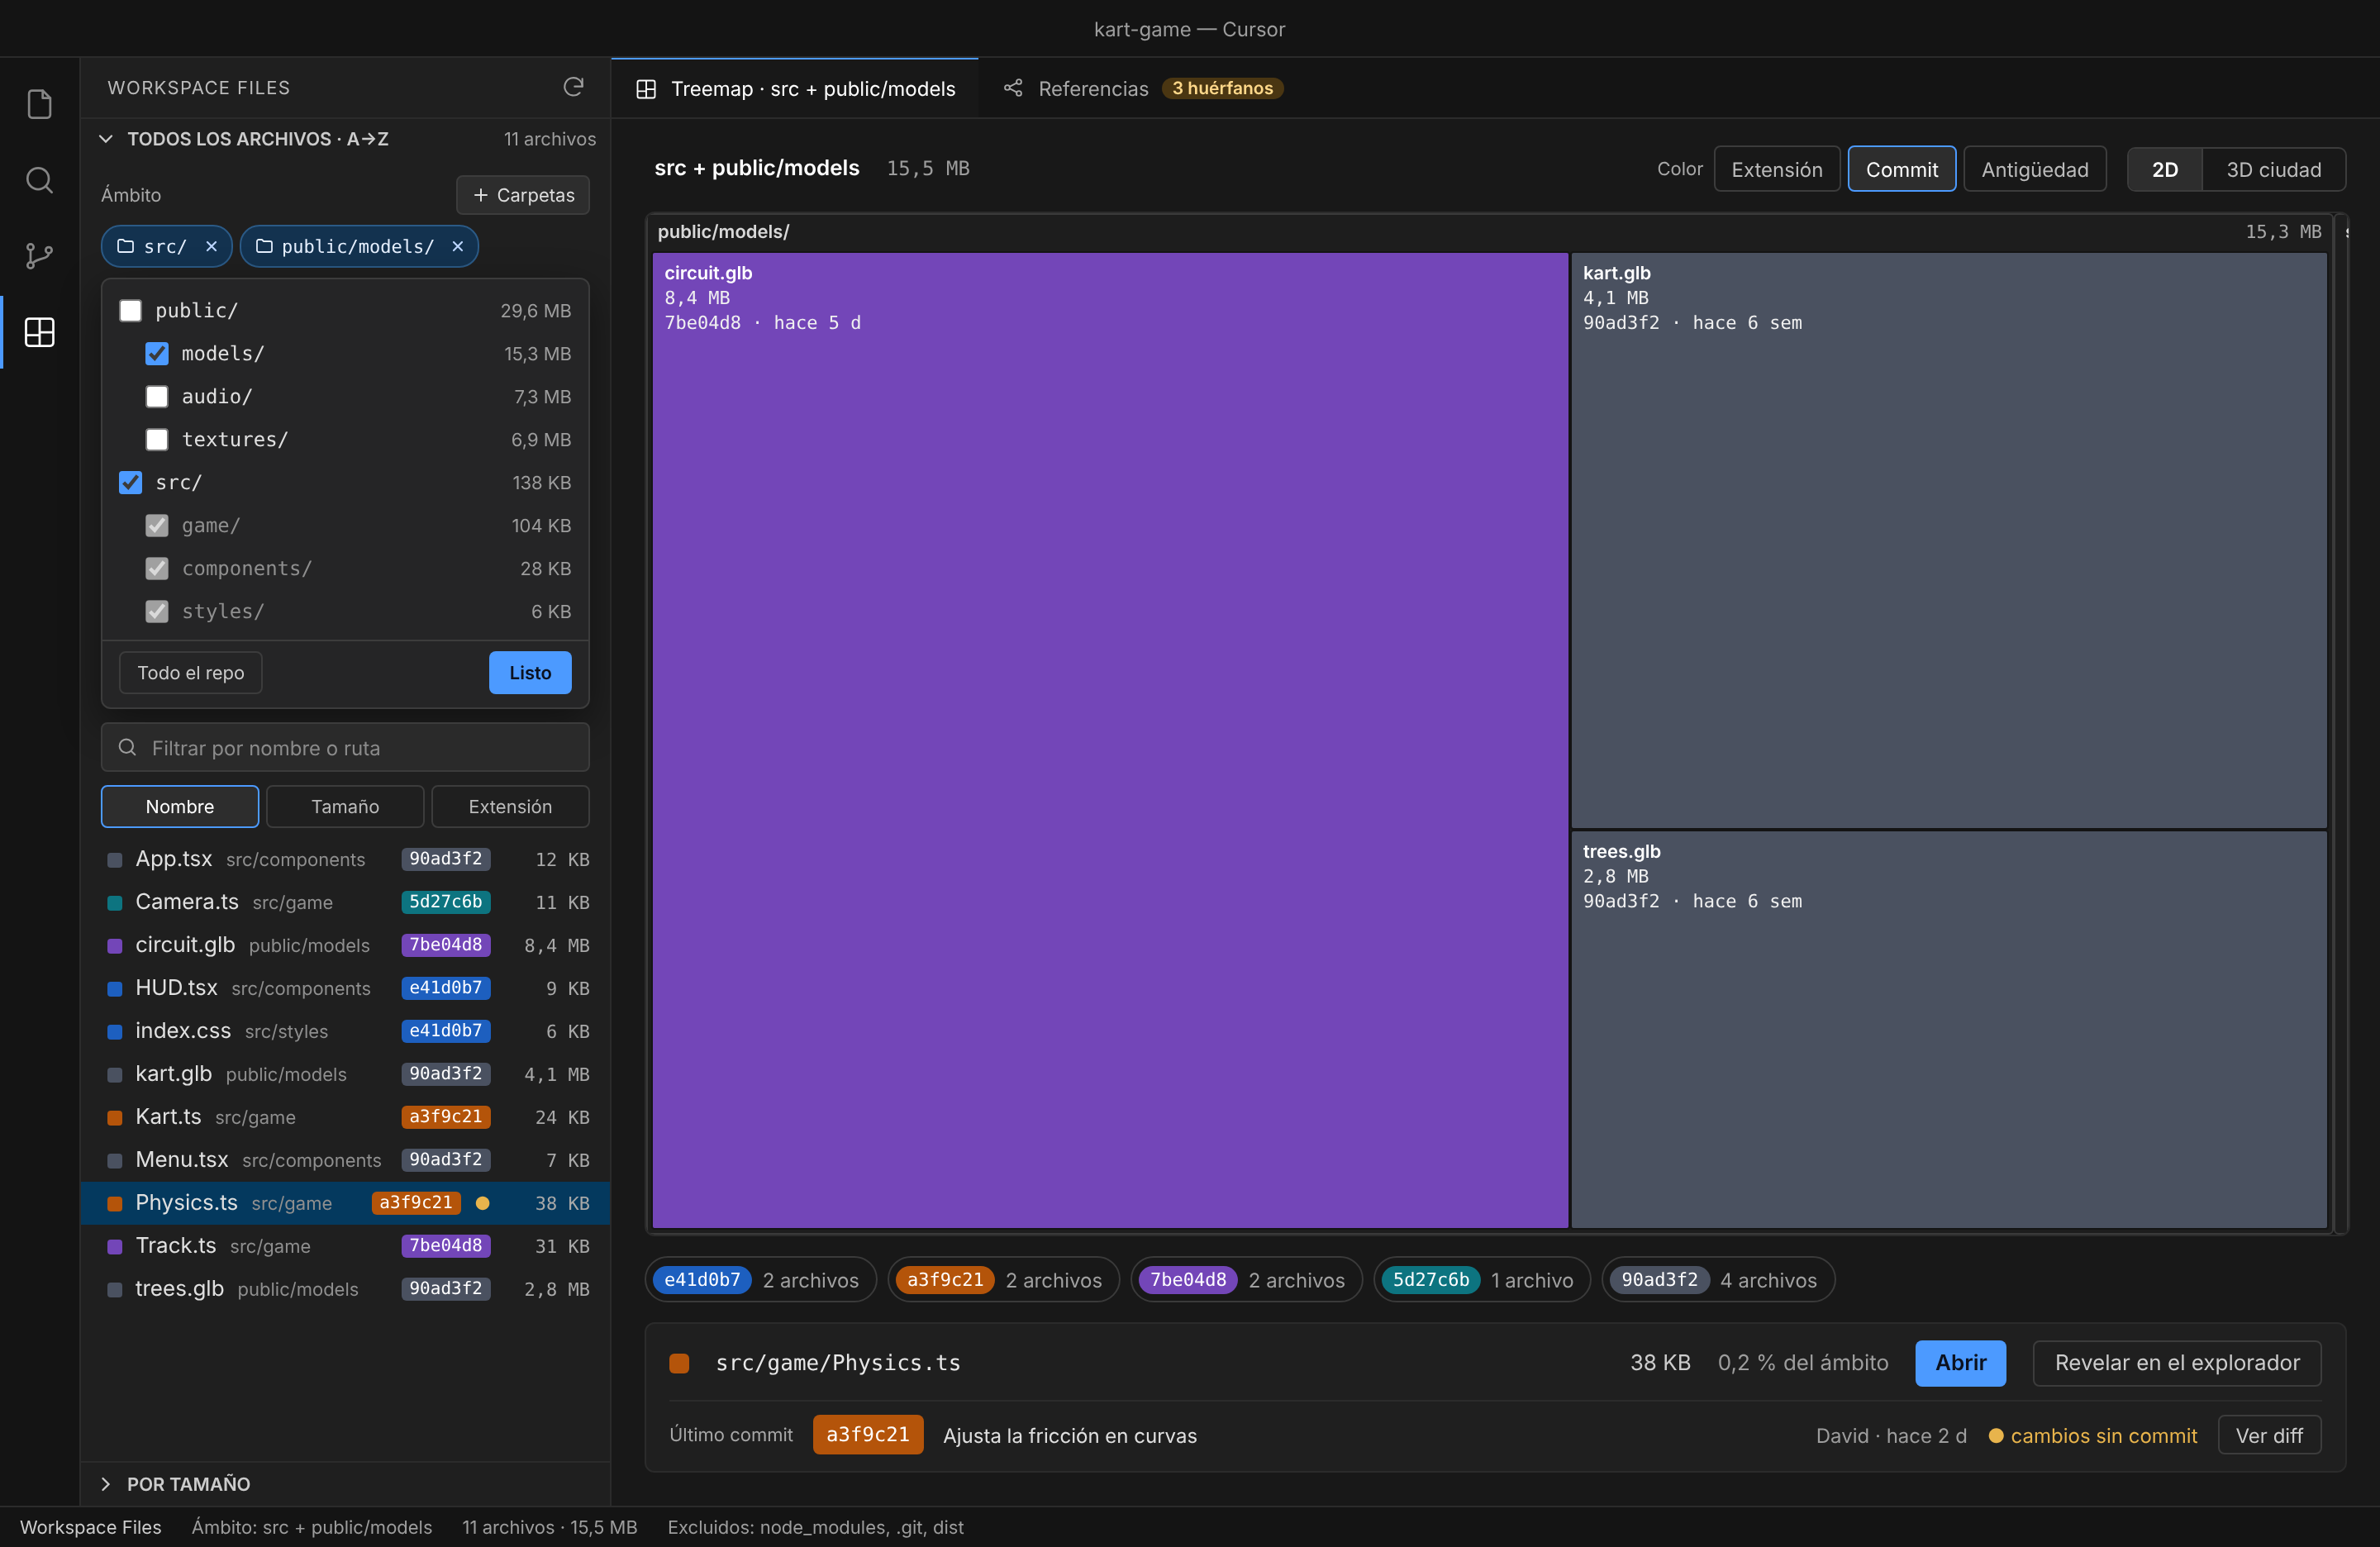 kart-game — Cursor
WORKSPACE FILES
TODOS LOS ARCHIVOS · A→Z 11 archivos
Ámbito + Carpetas
src/ × public/models/ ×
public/ 29,6 MB
models/ 15,3 MB
audio/ 7,3 MB
textures/ 6,9 MB
src/ 138 KB
game/ 104 KB
components/ 28 KB
styles/ 6 KB
Todo el repo Listo
Filtrar por nombre o ruta
Nombre Tamaño Extensión
App.tsx src/components 90ad3f2 12 KB
Camera.ts src/game 5d27c6b 11 KB
circuit.glb public/models 7be04d8 8,4 MB
HUD.tsx src/components e41d0b7 9 KB
index.css src/styles e41d0b7 6 KB
kart.glb public/models 90ad3f2 4,1 MB
Kart.ts src/game a3f9c21 24 KB
Menu.tsx src/components 90ad3f2 7 KB
Physics.ts src/game a3f9c21 38 KB
Track.ts src/game 7be04d8 31 KB
trees.glb public/models 90ad3f2 2,8 MB
POR TAMAÑO
Treemap · src + public/models Referencias 3 huérfanos
src + public/models 15,5 MB Color Extensión Commit Antigüedad 2D 3D ciudad
public/models/ 15,3 MB
circuit.glb
8,4 MB
7be04d8 · hace 5 d
kart.glb
4,1 MB
90ad3f2 · hace 6 sem
trees.glb
2,8 MB
90ad3f2 · hace 6 sem
e41d0b7 2 archivos a3f9c21 2 archivos 7be04d8 2 archivos 5d27c6b 1 archivo 90ad3f2 4 archivos
src/game/Physics.ts 38 KB 0,2 % del ámbito Abrir Revelar en el explorador
Último commit a3f9c21 Ajusta la fricción en curvas David · hace 2 d cambios sin commit Ver diff
Workspace Files Ámbito: src + public/models 11 archivos · 15,5 MB Excluidos: node_modules, .git, dist